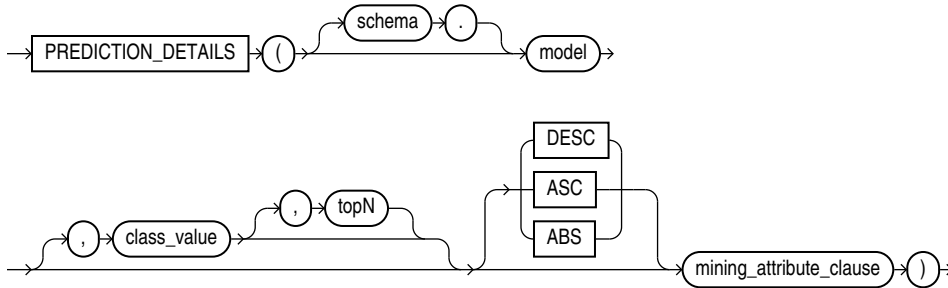 schema .
PREDICTION_DETAILS ( model
DESC
, topN ASC
, class_value ABS
mining_attribute_clause )